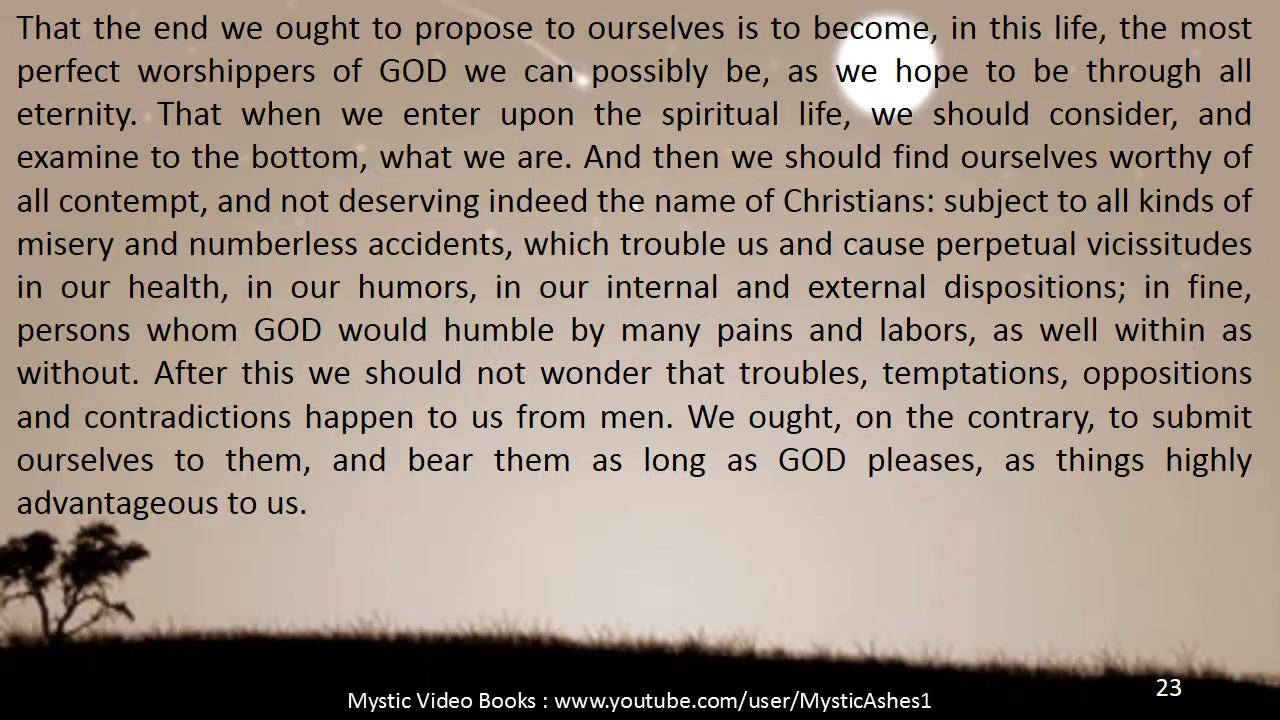 That the end we ought to propose to ourselves is to become, in this life, the most
perfect worshippers of GOD we can possibly be, as we hope to be through all
eternity. That when we enter upon the spiritual life, we should consider, and
examine to the bottom, what we are. And then we should find ourselves worthy of
all contempt, and not deserving indeed the name of Christians: subject to all kinds of
misery and numberless accidents, which trouble us and cause perpetual vicissitudes
in our health, in our humors, in our internal and external dispositions; in fine,
persons whom GOD would humble by many pains and labors, as well within as
without. After this we should not wonder that troubles, temptations, oppositions
and contradictions happen to us from men. We ought, on the contrary, to submit
ourselves to them, and bear them as long as GOD pleases, as things highly
advantageous to us.
23
Mystic Video Books : www.youtube.com/user/MysticAshes1